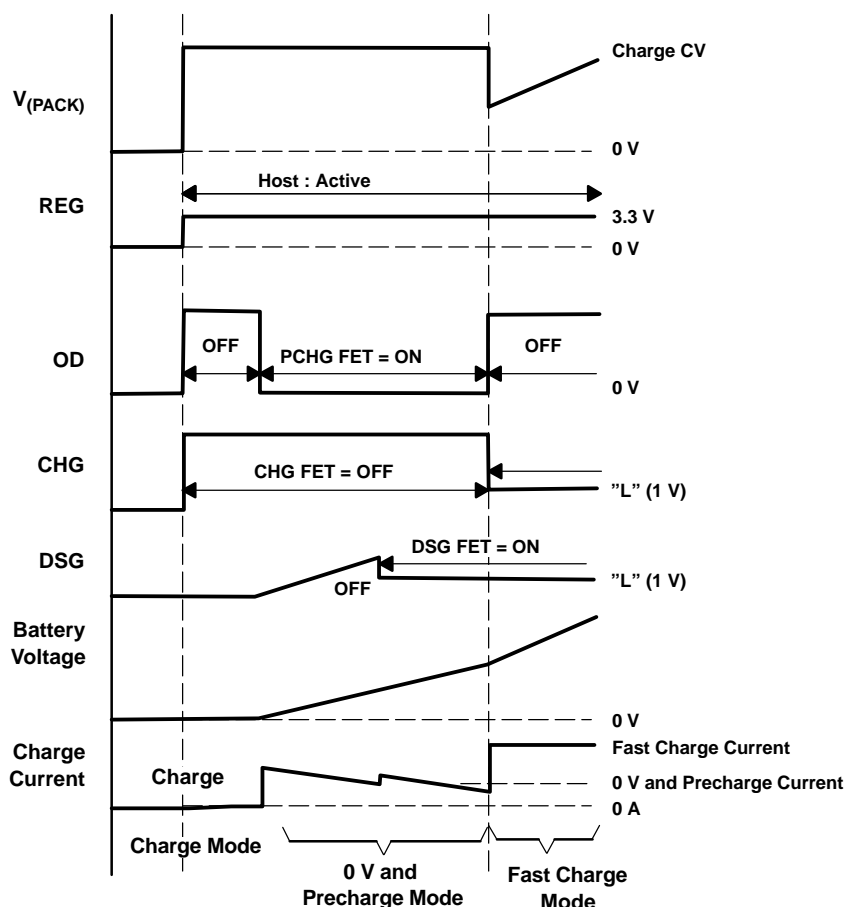 Charge CV
V(PACK)
0 V
Host : Active
REG
3.3 V
0 V
OFF
PCHG FET = ON
OFF
OD
0 V
CHG
CHG FET = OFF
”L” (1 V)
DSG FET = ON
DSG
OFF
”L” (1 V)
Battery
Voltage
0 V
Fast Charge Current
Charge
Current
Charge
0 V and Precharge Current
0 A
Charge Mode
0 V and
Precharge Mode
Fast Charge
Mode